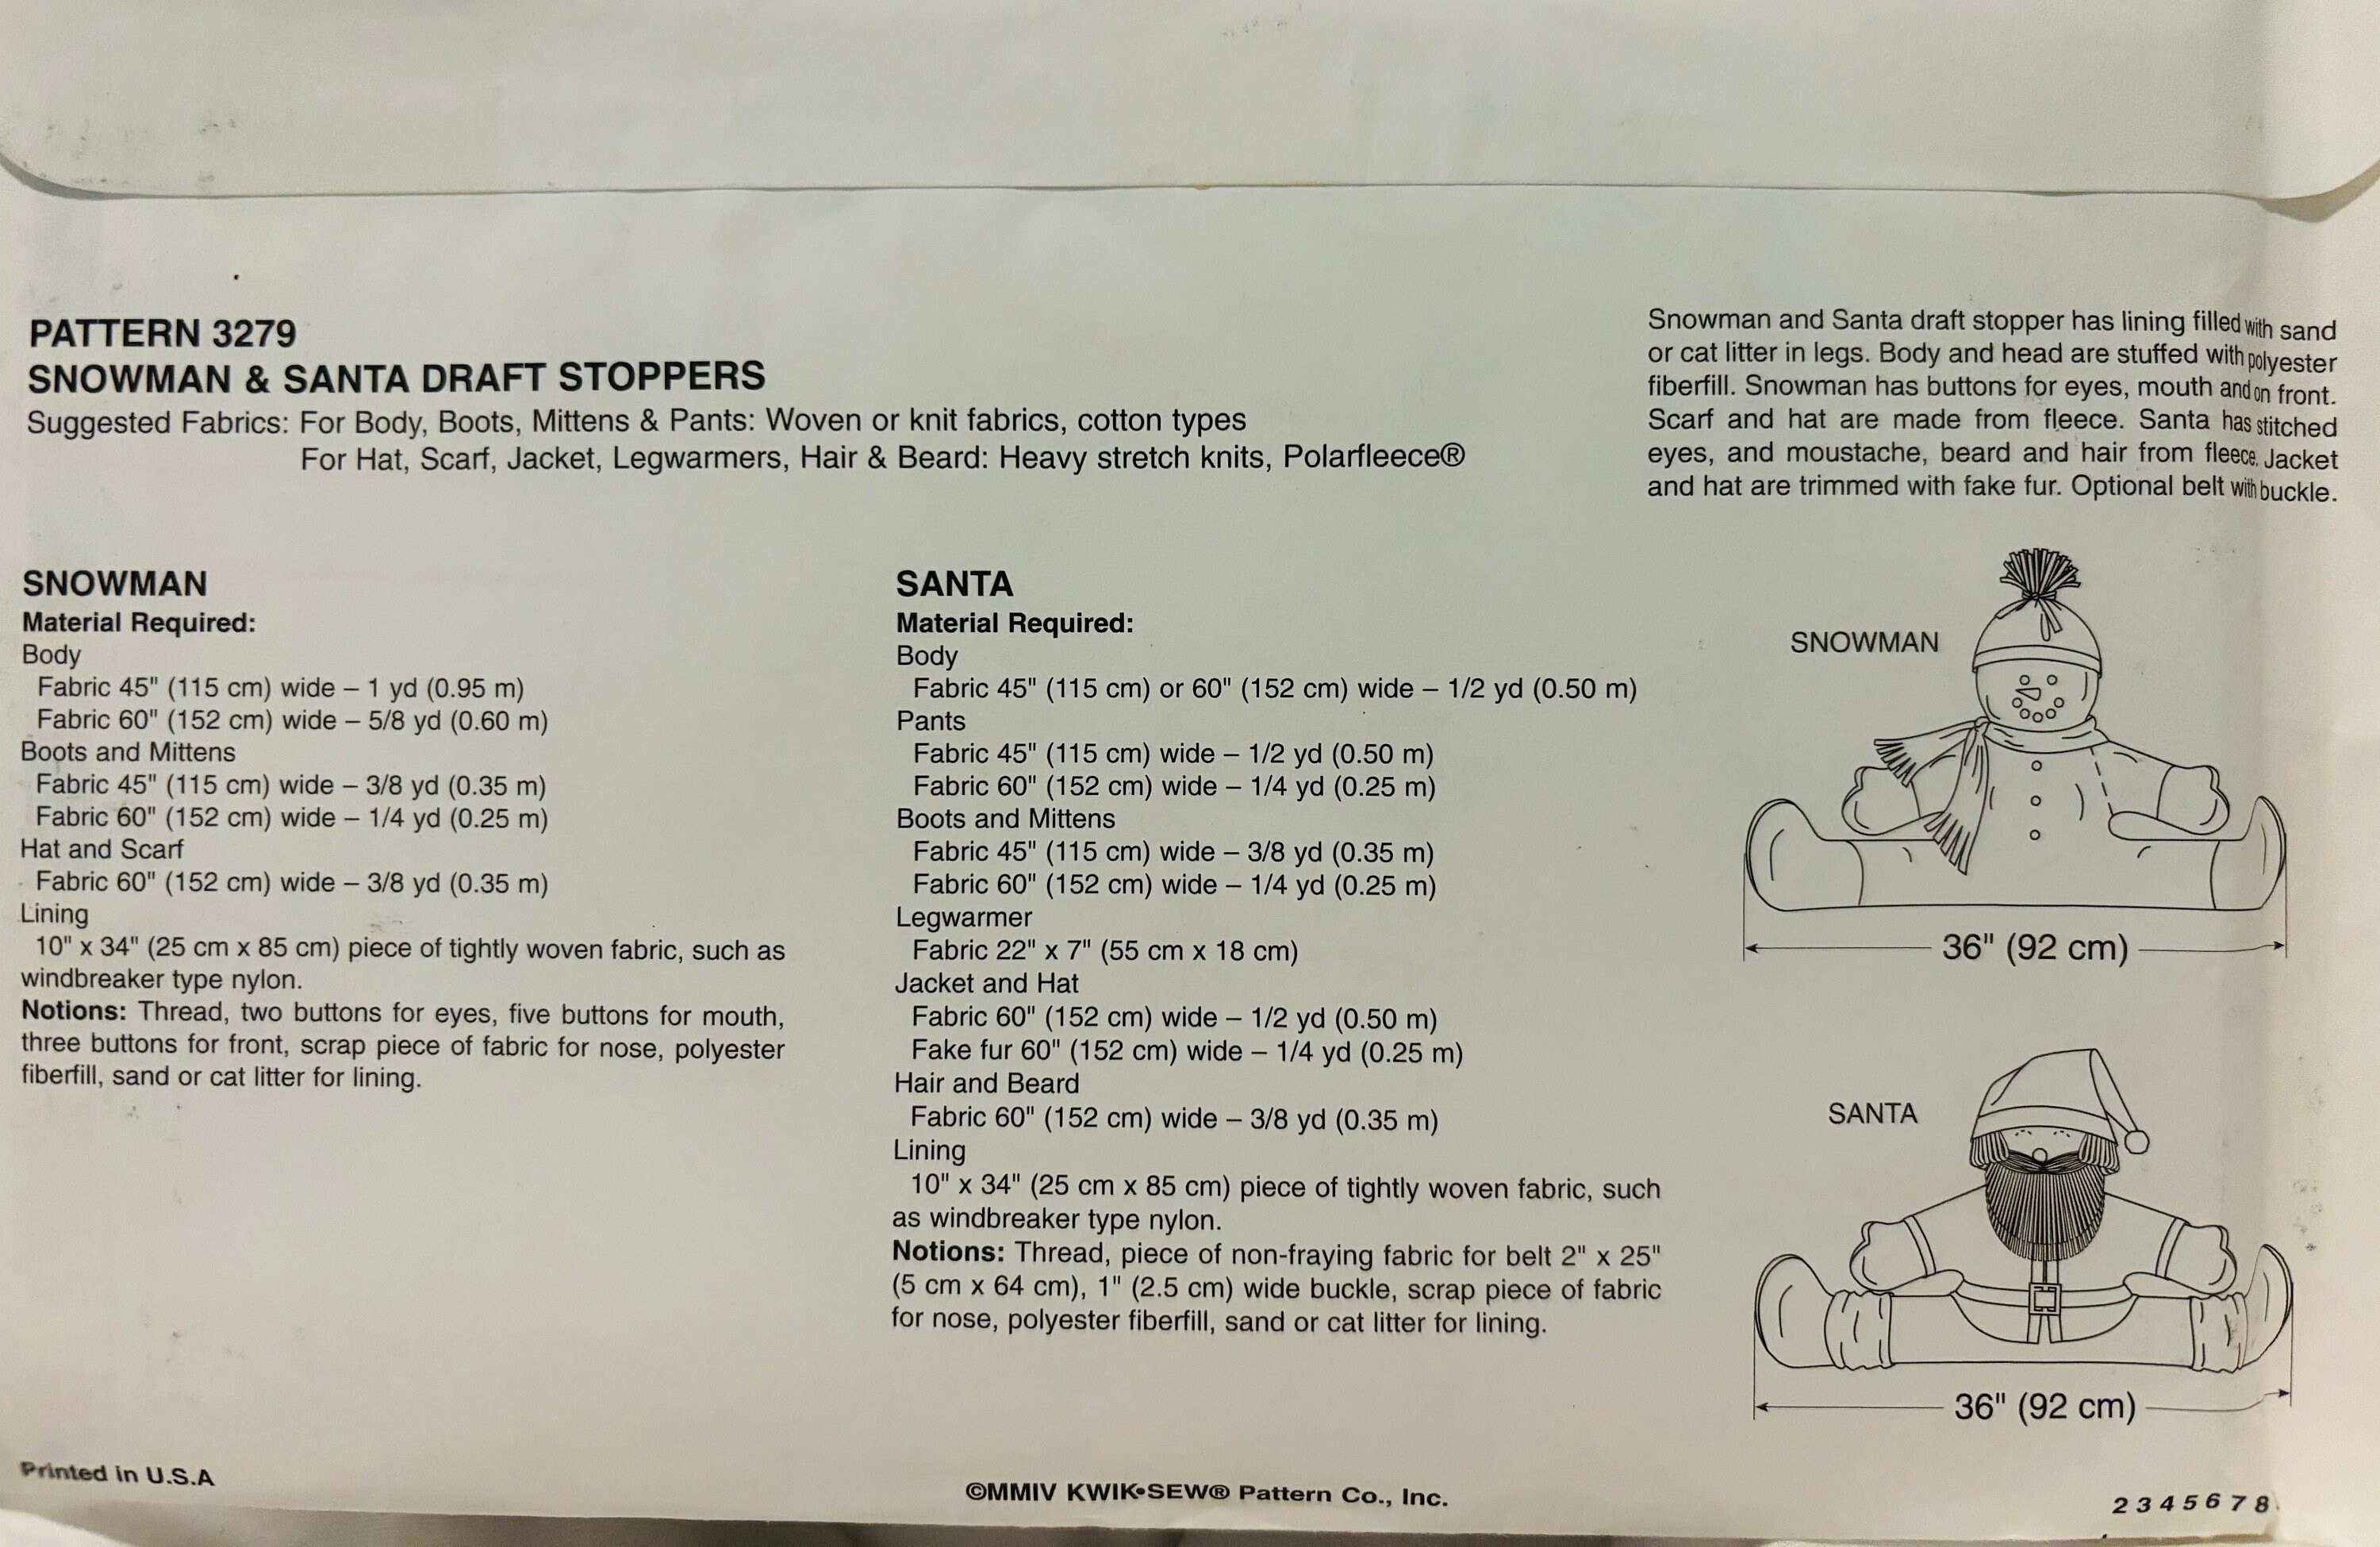 PATTERN 3279
SNOWMAN & SANTA DRAFT STOPPERS
Suggested Fabrics: For Body, Boots, Mittens & Pants: Woven or knit fabrics, cotton types
For Hat, Scarf, Jacket, Legwarmers, Hair & Beard: Heavy stretch knits, Polarfleece®
Snowman and Santa draft stopper has lining filled with sand
or cat litter in legs. Body and head are stuffed with polyester
fiberfill. Snowman has buttons for eyes, mouth and on front.
Scarf and hat are made from fleece. Santa has stitched
eyes, and moustache, beard and hair from fleece. Jacket
and hat are trimmed with fake fur. Optional belt with buckle.
SNOWMAN
Material Required:
Body
Fabric 45" (115 cm) wide – 1 yd (0.95 m)
Fabric 60" (152 cm) wide – 5/8 yd (0.60 m)
Boots and Mittens
Fabric 45" (115 cm) wide – 3/8 yd (0.35 m)
Fabric 60" (152 cm) wide – 1/4 yd (0.25 m)
Hat and Scarf
Fabric 60" (152 cm) wide – 3/8 yd (0.35 m)
Lining
10" x 34" (25 cm x 85 cm) piece of tightly woven fabric, such as
windbreaker type nylon.
Notions: Thread, two buttons for eyes, five buttons for mouth,
three buttons for front, scrap piece of fabric for nose, polyester
fiberfill, sand or cat litter for lining.
SANTA
Material Required:
Body
Fabric 45" (115 cm) or 60" (152 cm) wide – 1/2 yd (0.50 m)
Pants
Fabric 45" (115 cm) wide – 1/2 yd (0.50 m)
Fabric 60" (152 cm) wide – 1/4 yd (0.25 m)
Boots and Mittens
Fabric 45" (115 cm) wide – 3/8 yd (0.35 m)
Fabric 60" (152 cm) wide – 1/4 yd (0.25 m)
Legwarmer
Fabric 22" x 7" (55 cm x 18 cm)
Jacket and Hat
Fabric 60" (152 cm) wide – 1/2 yd (0.50 m)
Fake fur 60" (152 cm) wide – 1/4 yd (0.25 m)
Hair and Beard
Fabric 60" (152 cm) wide – 3/8 yd (0.35 m)
Lining
10" x 34" (25 cm x 85 cm) piece of tightly woven fabric, such
as windbreaker type nylon.
Notions: Thread, piece of non-fraying fabric for belt 2" x 25"
(5 cm x 64 cm), 1" (2.5 cm) wide buckle, scrap piece of fabric
for nose, polyester fiberfill, sand or cat litter for lining.
SNOWMAN
36" (92 cm)
SANTA
36" (92 cm)
Printed in U.S.A
©MMIV KWIK•SEW® Pattern Co., Inc.
2 3 4 5 6 7 8